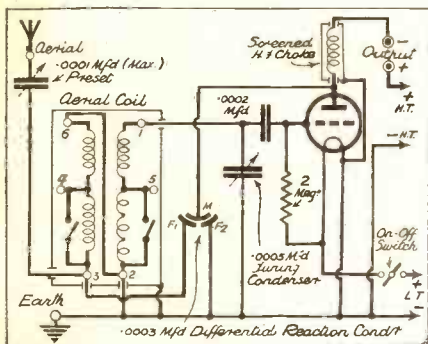 Aerial
.0001 Mfd (Max.)
Preset
Aerial Coil
6
1
4
5
3
2
Earth
.0002
Mfd
Screened
H.F. Choke
-
Output
+
+
H.T.
-H.T.
2
Meg.
M
F1
F2
.0005 Mfd
Tuning
Condenser
On-Off
Switch
+
L.T.
-
.0003 Mfd Differential Reaction Condr